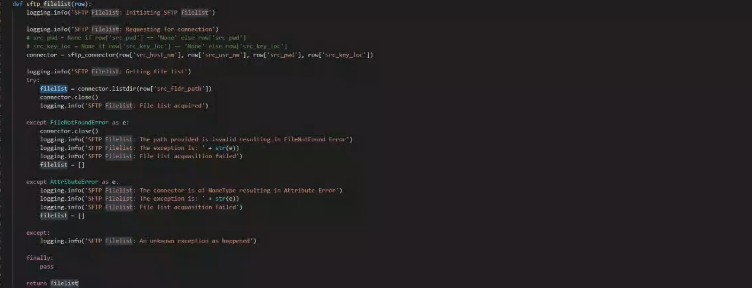 def sftp_filelist(row):
logging.info('SFTP Filelist: Initiating SFTP Filelist')
logging.info('SFTP Filelist: Requesting for connection')
# src_pwd = None if row['src_pwd'] == 'None' else row['src_pwd']
# src_key_loc = None if row['src_key_loc'] == 'None' else row['src_key_loc']
connector = sftp_connector(row['src_host_nm'], row['src_usr_nm'], row['src_pwd'], row['src_key_loc'])
logging.info('SFTP Filelist: Getting file list')
try:
filelist = connector.listdir(row['src_fldr_path'])
connector.close()
logging.info('SFTP Filelist: File list acquired')
except FileNotFoundError as e:
connector.close()
logging.info('SFTP Filelist: The path provided is invalid resulting in FileNotFound Error')
logging.info('SFTP Filelist: The exception is: ' + str(e))
logging.info('SFTP Filelist: File list acquisition failed')
filelist = []
except AttributeError as e:
logging.info('SFTP Filelist: The connector is of NoneType resulting in Attribute Error')
logging.info('SFTP Filelist: The exception is: ' + str(e))
logging.info('SFTP Filelist: File list acquasition failed')
filelist = []
except:
logging.info('SFTP Filelist: An unknown exception as happened')
finally:
pass
return filelist